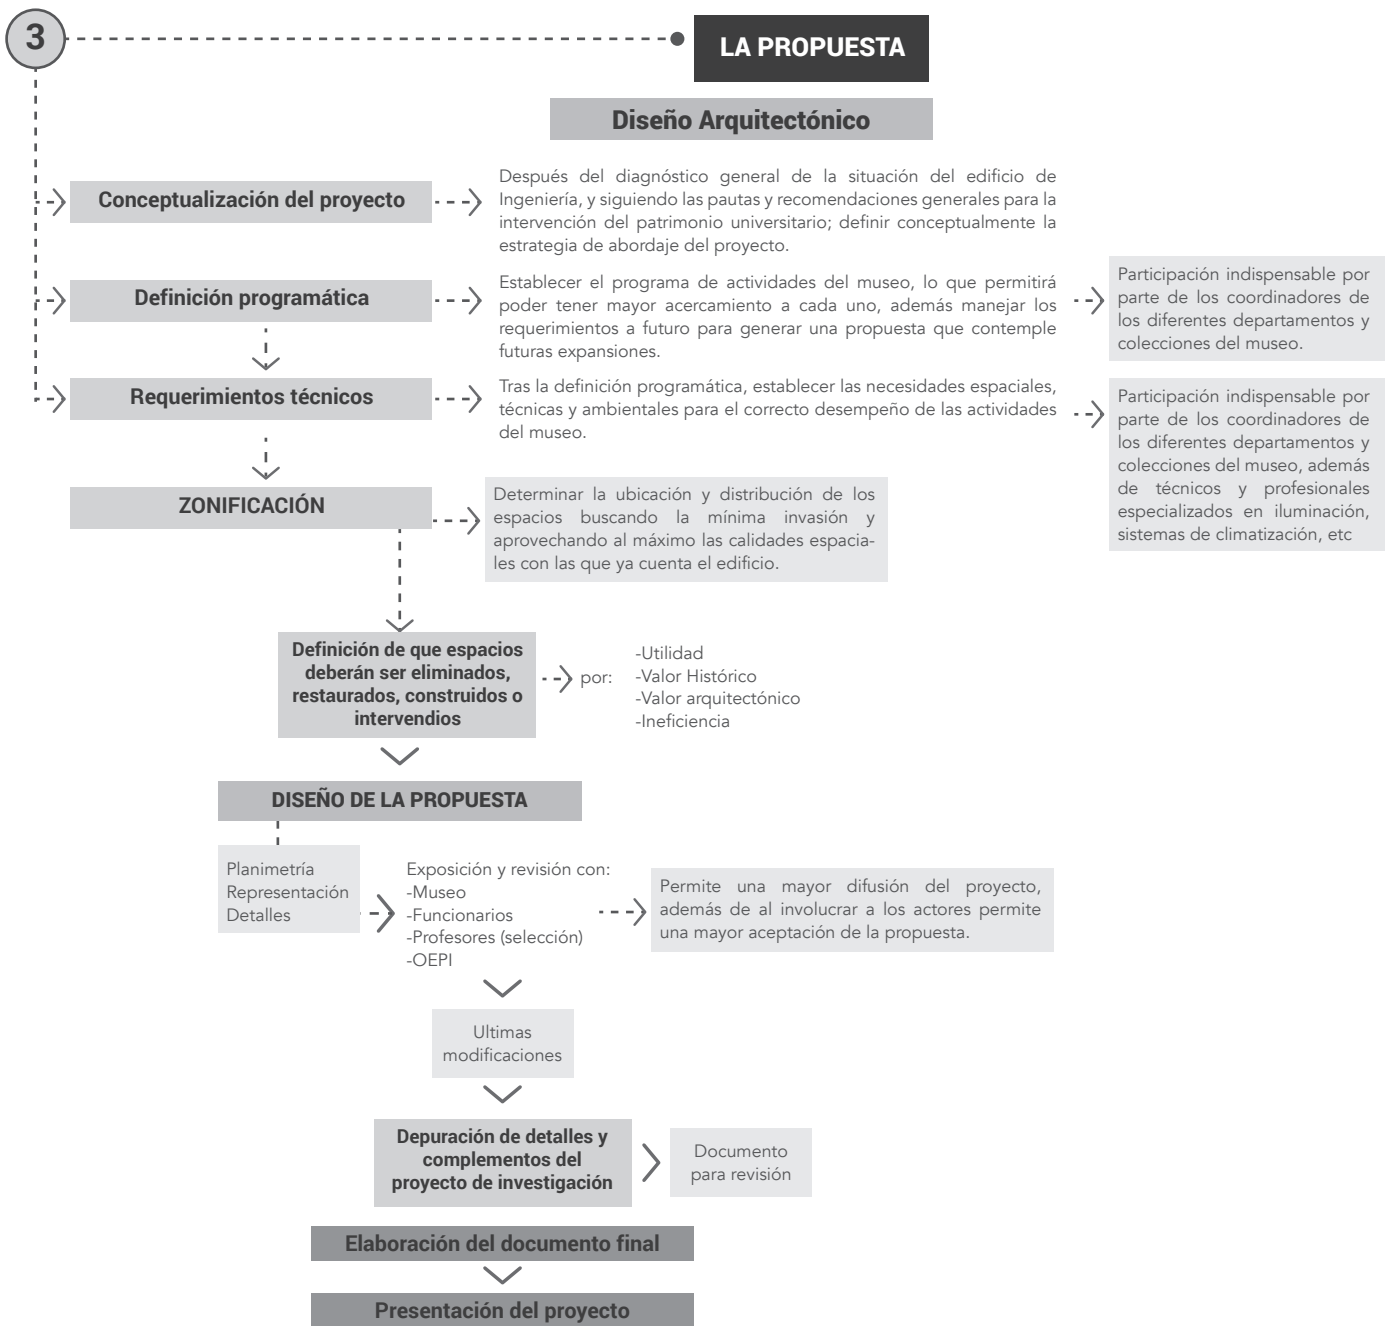 3
LA PROPUESTA
Diseño Arquitectónico
Conceptualización del proyecto
Después del diagnóstico general de la situación del edificio de
Ingeniería, y siguiendo las pautas y recomendaciones generales para la
intervención del patrimonio universitario; definir conceptualmente la
estrategia de abordaje del proyecto.
Definición programática
Establecer el programa de actividades del museo, lo que permitirá
poder tener mayor acercamiento a cada uno, además manejar los
requerimientos a futuro para generar una propuesta que contemple
futuras expansiones.
Participación indispensable por
parte de los coordinadores de
los diferentes departamentos y
colecciones del museo.
Requerimientos técnicos
Tras la definición programática, establecer las necesidades espaciales,
técnicas y ambientales para el correcto desempeño de las actividades
del museo.
Participación indispensable por
parte de los coordinadores de
los diferentes departamentos y
colecciones del museo, además
de técnicos y profesionales
especializados en iluminación,
sistemas de climatización, etc
ZONIFICACIÓN
Determinar la ubicación y distribución de los
espacios buscando la mínima invasión y
aprovechando al máximo las calidades espacia-
les con las que ya cuenta el edificio.
Definición de que espacios
deberán ser eliminados,
restaurados, construidos o
intervendios
por:
-Utilidad
-Valor Histórico
-Valor arquitectónico
-Ineficiencia
DISEÑO DE LA PROPUESTA
Planimetría
Representación
Detalles
Exposición y revisión con:
-Museo
-Funcionarios
-Profesores (selección)
-OEPI
Permite una mayor difusión del proyecto,
además de al involucrar a los actores permite
una mayor aceptación de la propuesta.
Ultimas
modificaciones
Depuración de detalles y
complementos del
proyecto de investigación
Documento
para revisión
Elaboración del documento final
Presentación del proyecto